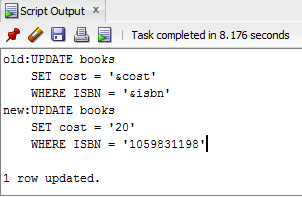 Script Output
Task completed in 8.176 seconds
old:UPDATE books
SET cost = '&cost'
WHERE ISBN = '&isbn'
new:UPDATE books
SET cost = '20'
WHERE ISBN = '1059831198'
1 row updated.